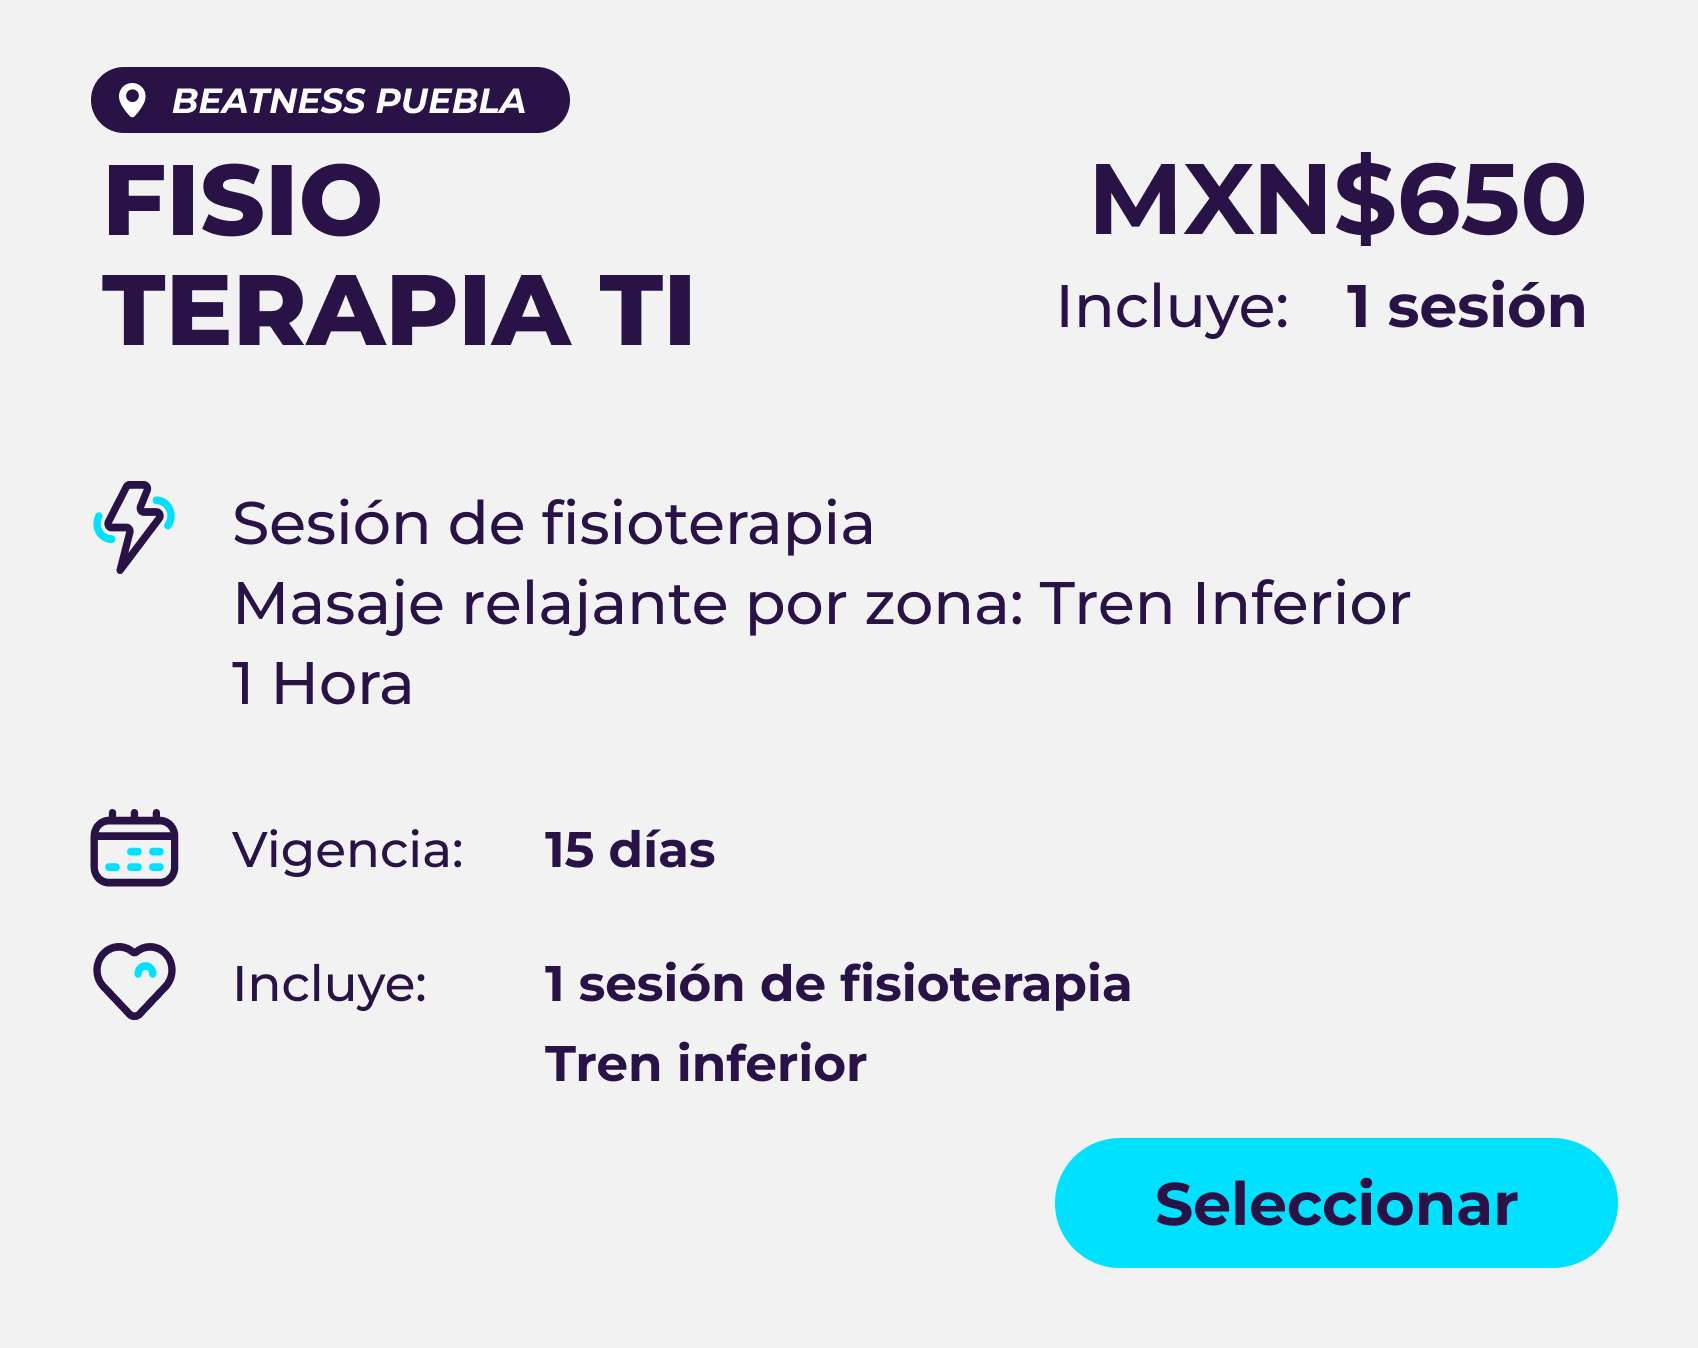 BEATNESS PUEBLA
FISIO
TERAPIA TI
MXN$650
Incluye: 1 sesión
Sesión de fisioterapia
Masaje relajante por zona: Tren Inferior
1 Hora
Vigencia: 15 días
Incluye: 1 sesión de fisioterapia
Tren inferior
Seleccionar